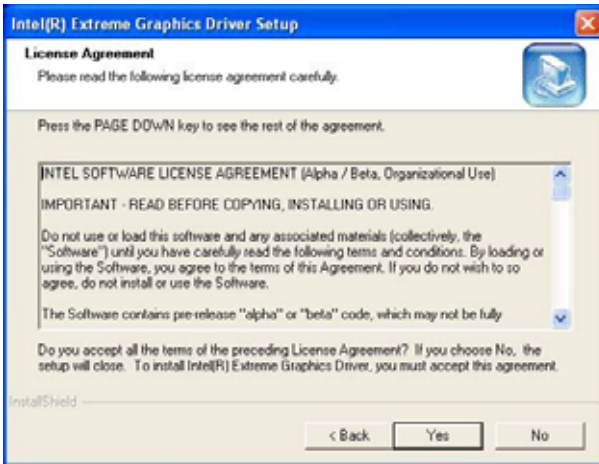 Intel(R) Extreme Graphics Driver Setup
License Agreement
Please read the following license agreement carefully.
Press the PAGE DOWN key to see the rest of the agreement.
INTEL SOFTWARE LICENSE AGREEMENT (Alpha / Beta, Organizational Use)
IMPORTANT - READ BEFORE COPYING, INSTALLING OR USING.
Do not use or load this software and any associated materials (collectively, the
"Software") until you have carefully read the following terms and conditions. By loading or
using the Software, you agree to the terms of this Agreement. If you do not wish to so
agree, do not install or use the Software.
The Software contains pre-release "alpha" or "beta" code, which may not be fully
Do you accept all the terms of the preceding License Agreement? If you choose No, the
setup will close. To install Intel(R) Extreme Graphics Driver, you must accept this agreement.
InstallShield
< Back Yes No